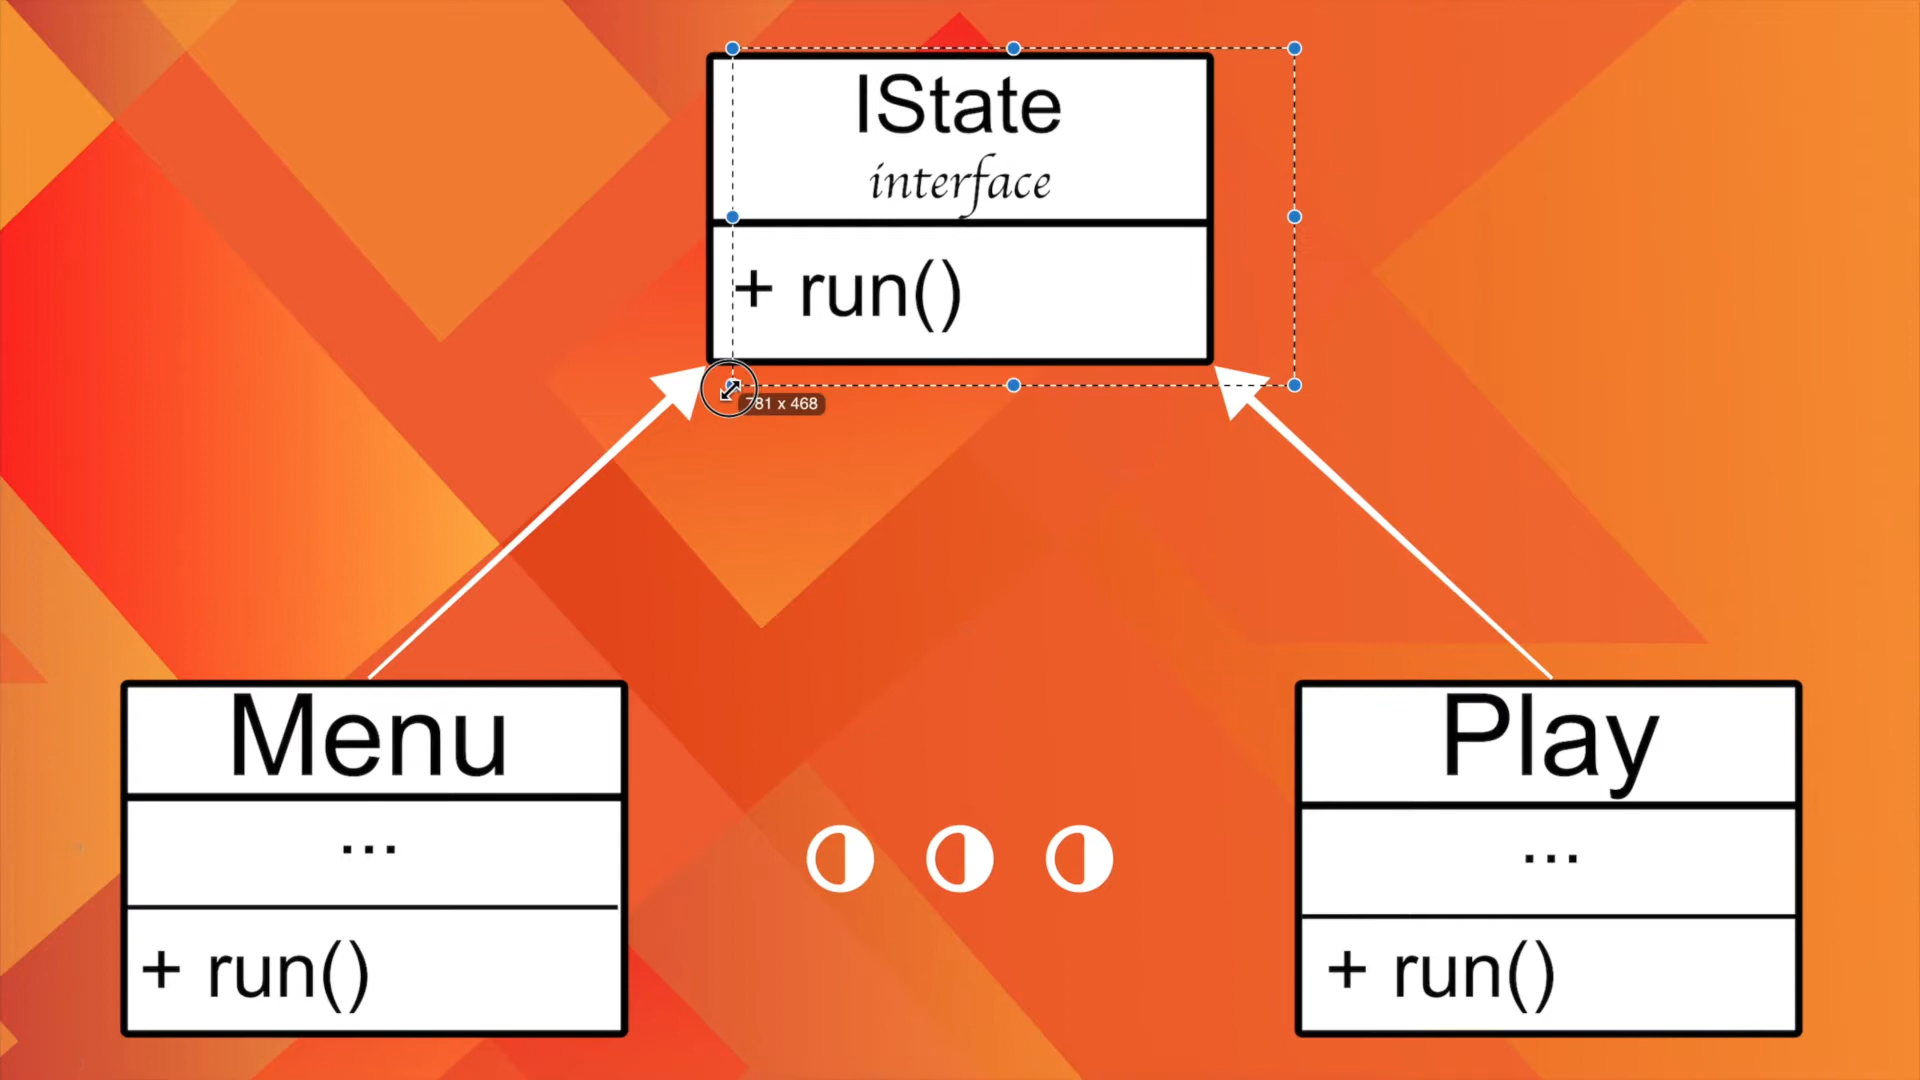 IState
interface
+ run()
781 x 468
Menu
...
+ run()
Play
...
+ run()